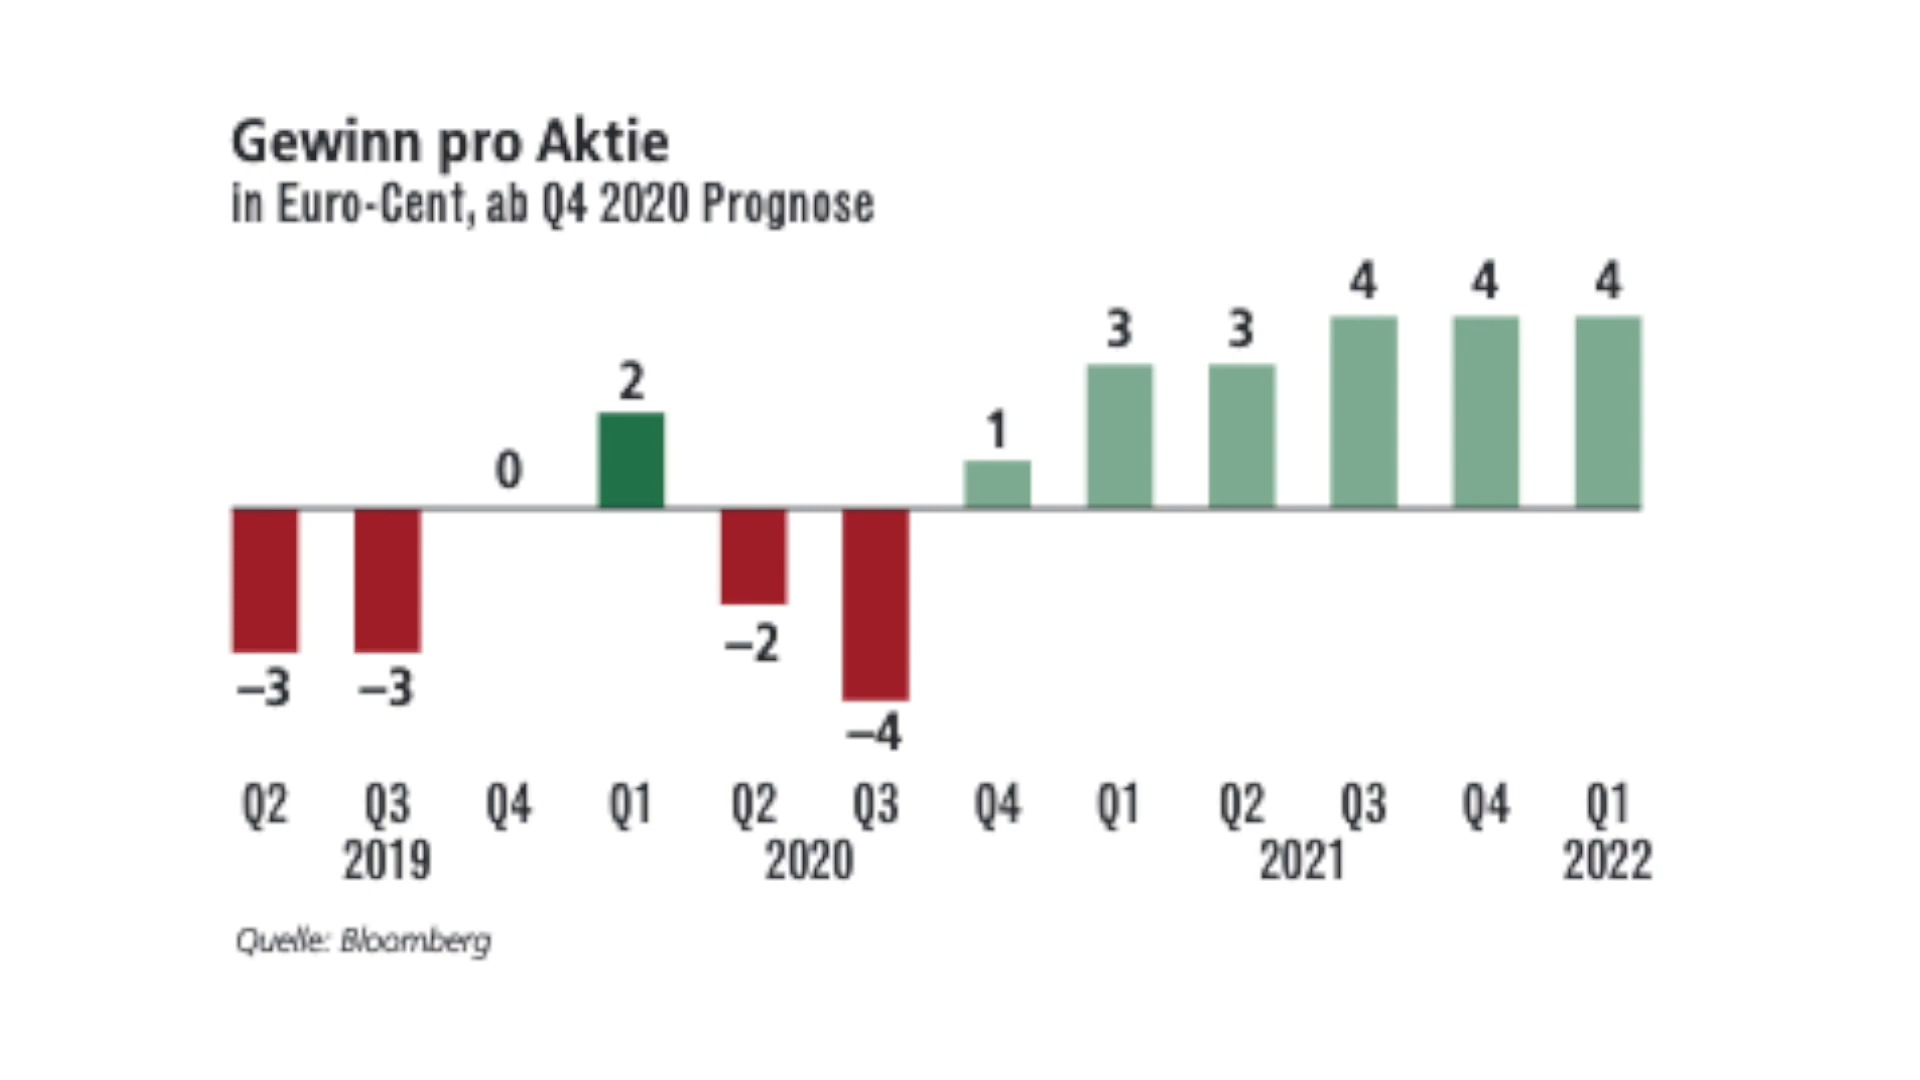 Gewinn pro Aktie
in Euro-Cent, ab Q4 2020 Prognose
4 4 4
3 3
2
1
0
–2
–3 –3
–4
Q2 Q3 Q4 Q1 Q2 Q3 Q4 Q1 Q2 Q3 Q4 Q1
2019 2020 2021 2022
Quelle: Bloomberg